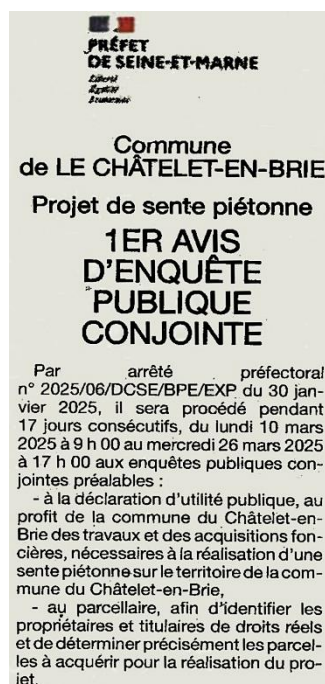 PRÉFET
DE SEINE-ET-MARNE
Liberté
Égalité
Fraternité
Commune
de LE CHÂTELET-EN-BRIE
Projet de sente piétonne
1ER AVIS
D'ENQUÊTE
PUBLIQUE
CONJOINTE
Par arrêté préfectoral
n° 2025/06/DCSE/BPE/EXP du 30 jan-
vier 2025, il sera procédé pendant
17 jours consécutifs, du lundi 10 mars
2025 à 9 h 00 au mercredi 26 mars 2025
à 17 h 00 aux enquêtes publiques con-
jointes préalables :
- à la déclaration d'utilité publique, au
profit de la commune du Châtelet-en-
Brie des travaux et des acquisitions fon-
cières, nécessaires à la réalisation d'une
sente piétonne sur le territoire de la com-
mune du Châtelet-en-Brie,
- au parcellaire, afin d'identifier les
propriétaires et titulaires de droits réels
et de déterminer précisément les parcel-
les à acquérir pour la réalisation du pro-
jet.